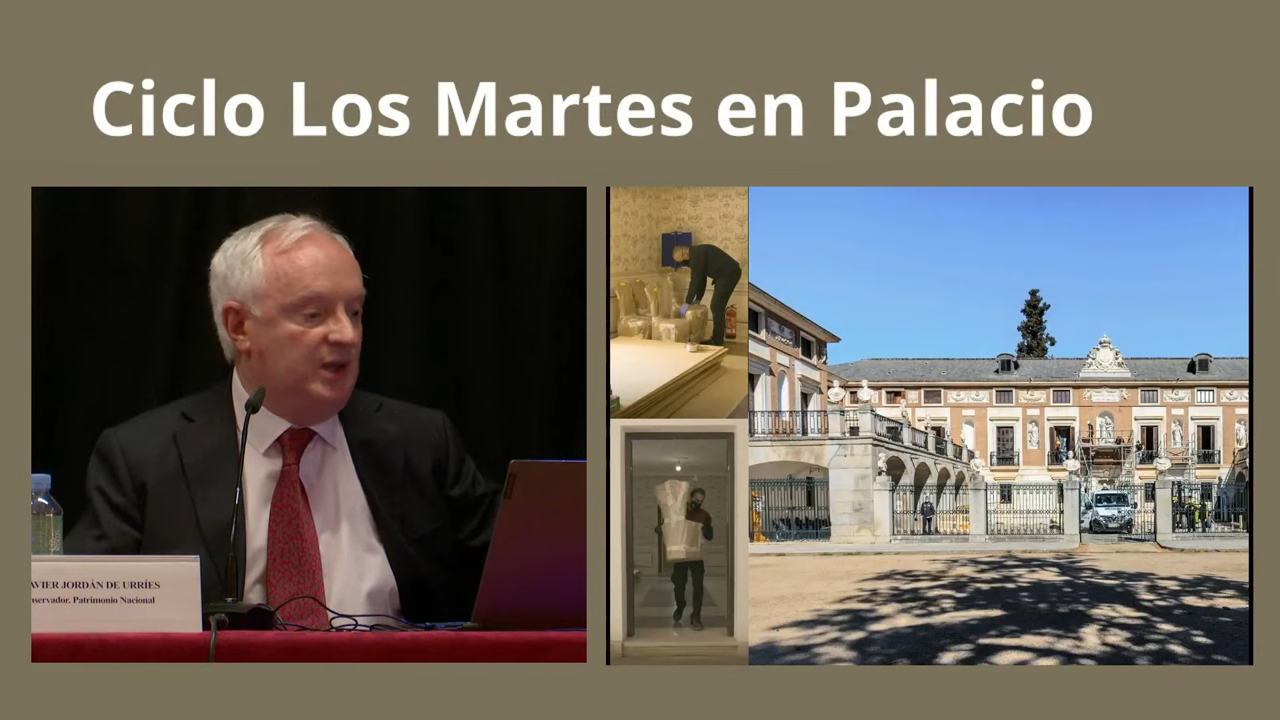 Ciclo Los Martes en Palacio
AVIER JORDÁN DE URRÍES
nservador. Patrimonio Nacional